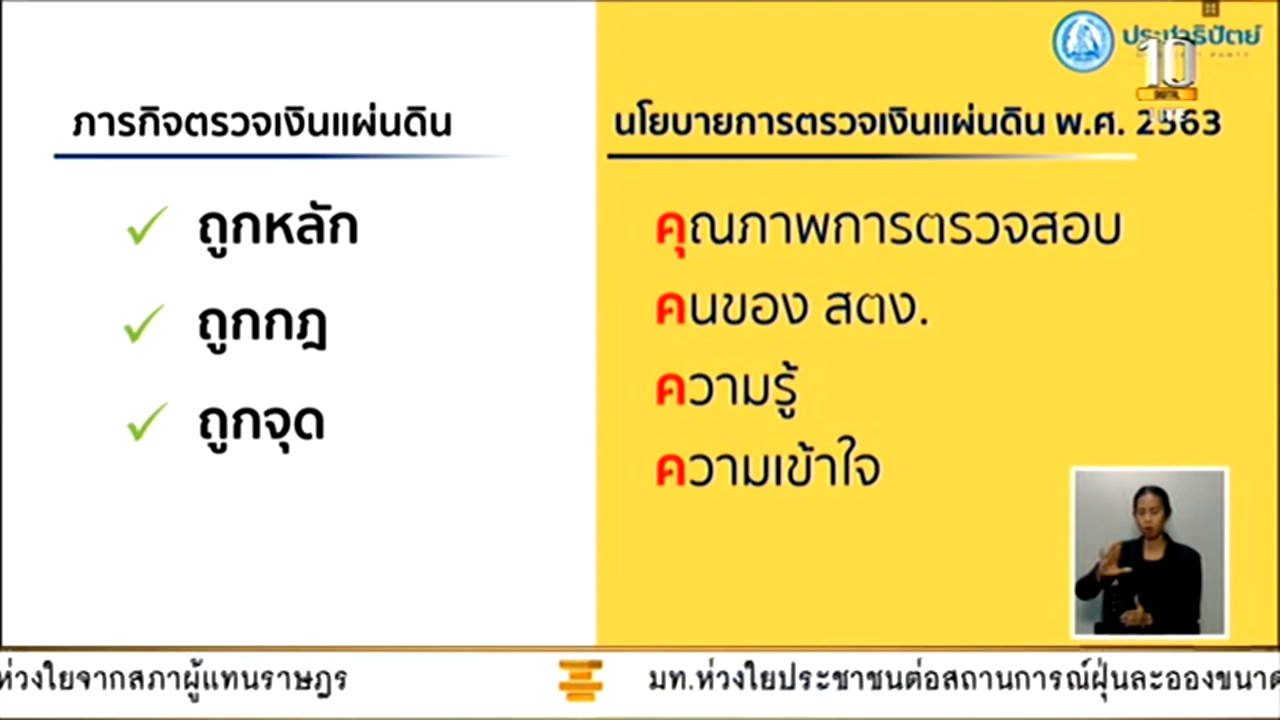 ประชาธิปัตย์
10
DIGITAL
ภารกิจตรวจเงินแผ่นดิน
ถูกหลัก
ถูกกฎ
ถูกจุด
นโยบายการตรวจเงินแผ่นดิน พ.ศ. 2563
คุณภาพการตรวจสอบ
คนของ สตง.
ความรู้
ความเข้าใจ
ห่วงใยจากสภาผู้แทนราษฎร
มท.ห่วงใยประชาชนต่อสถานการณ์ฝุ่นละอองขนาด